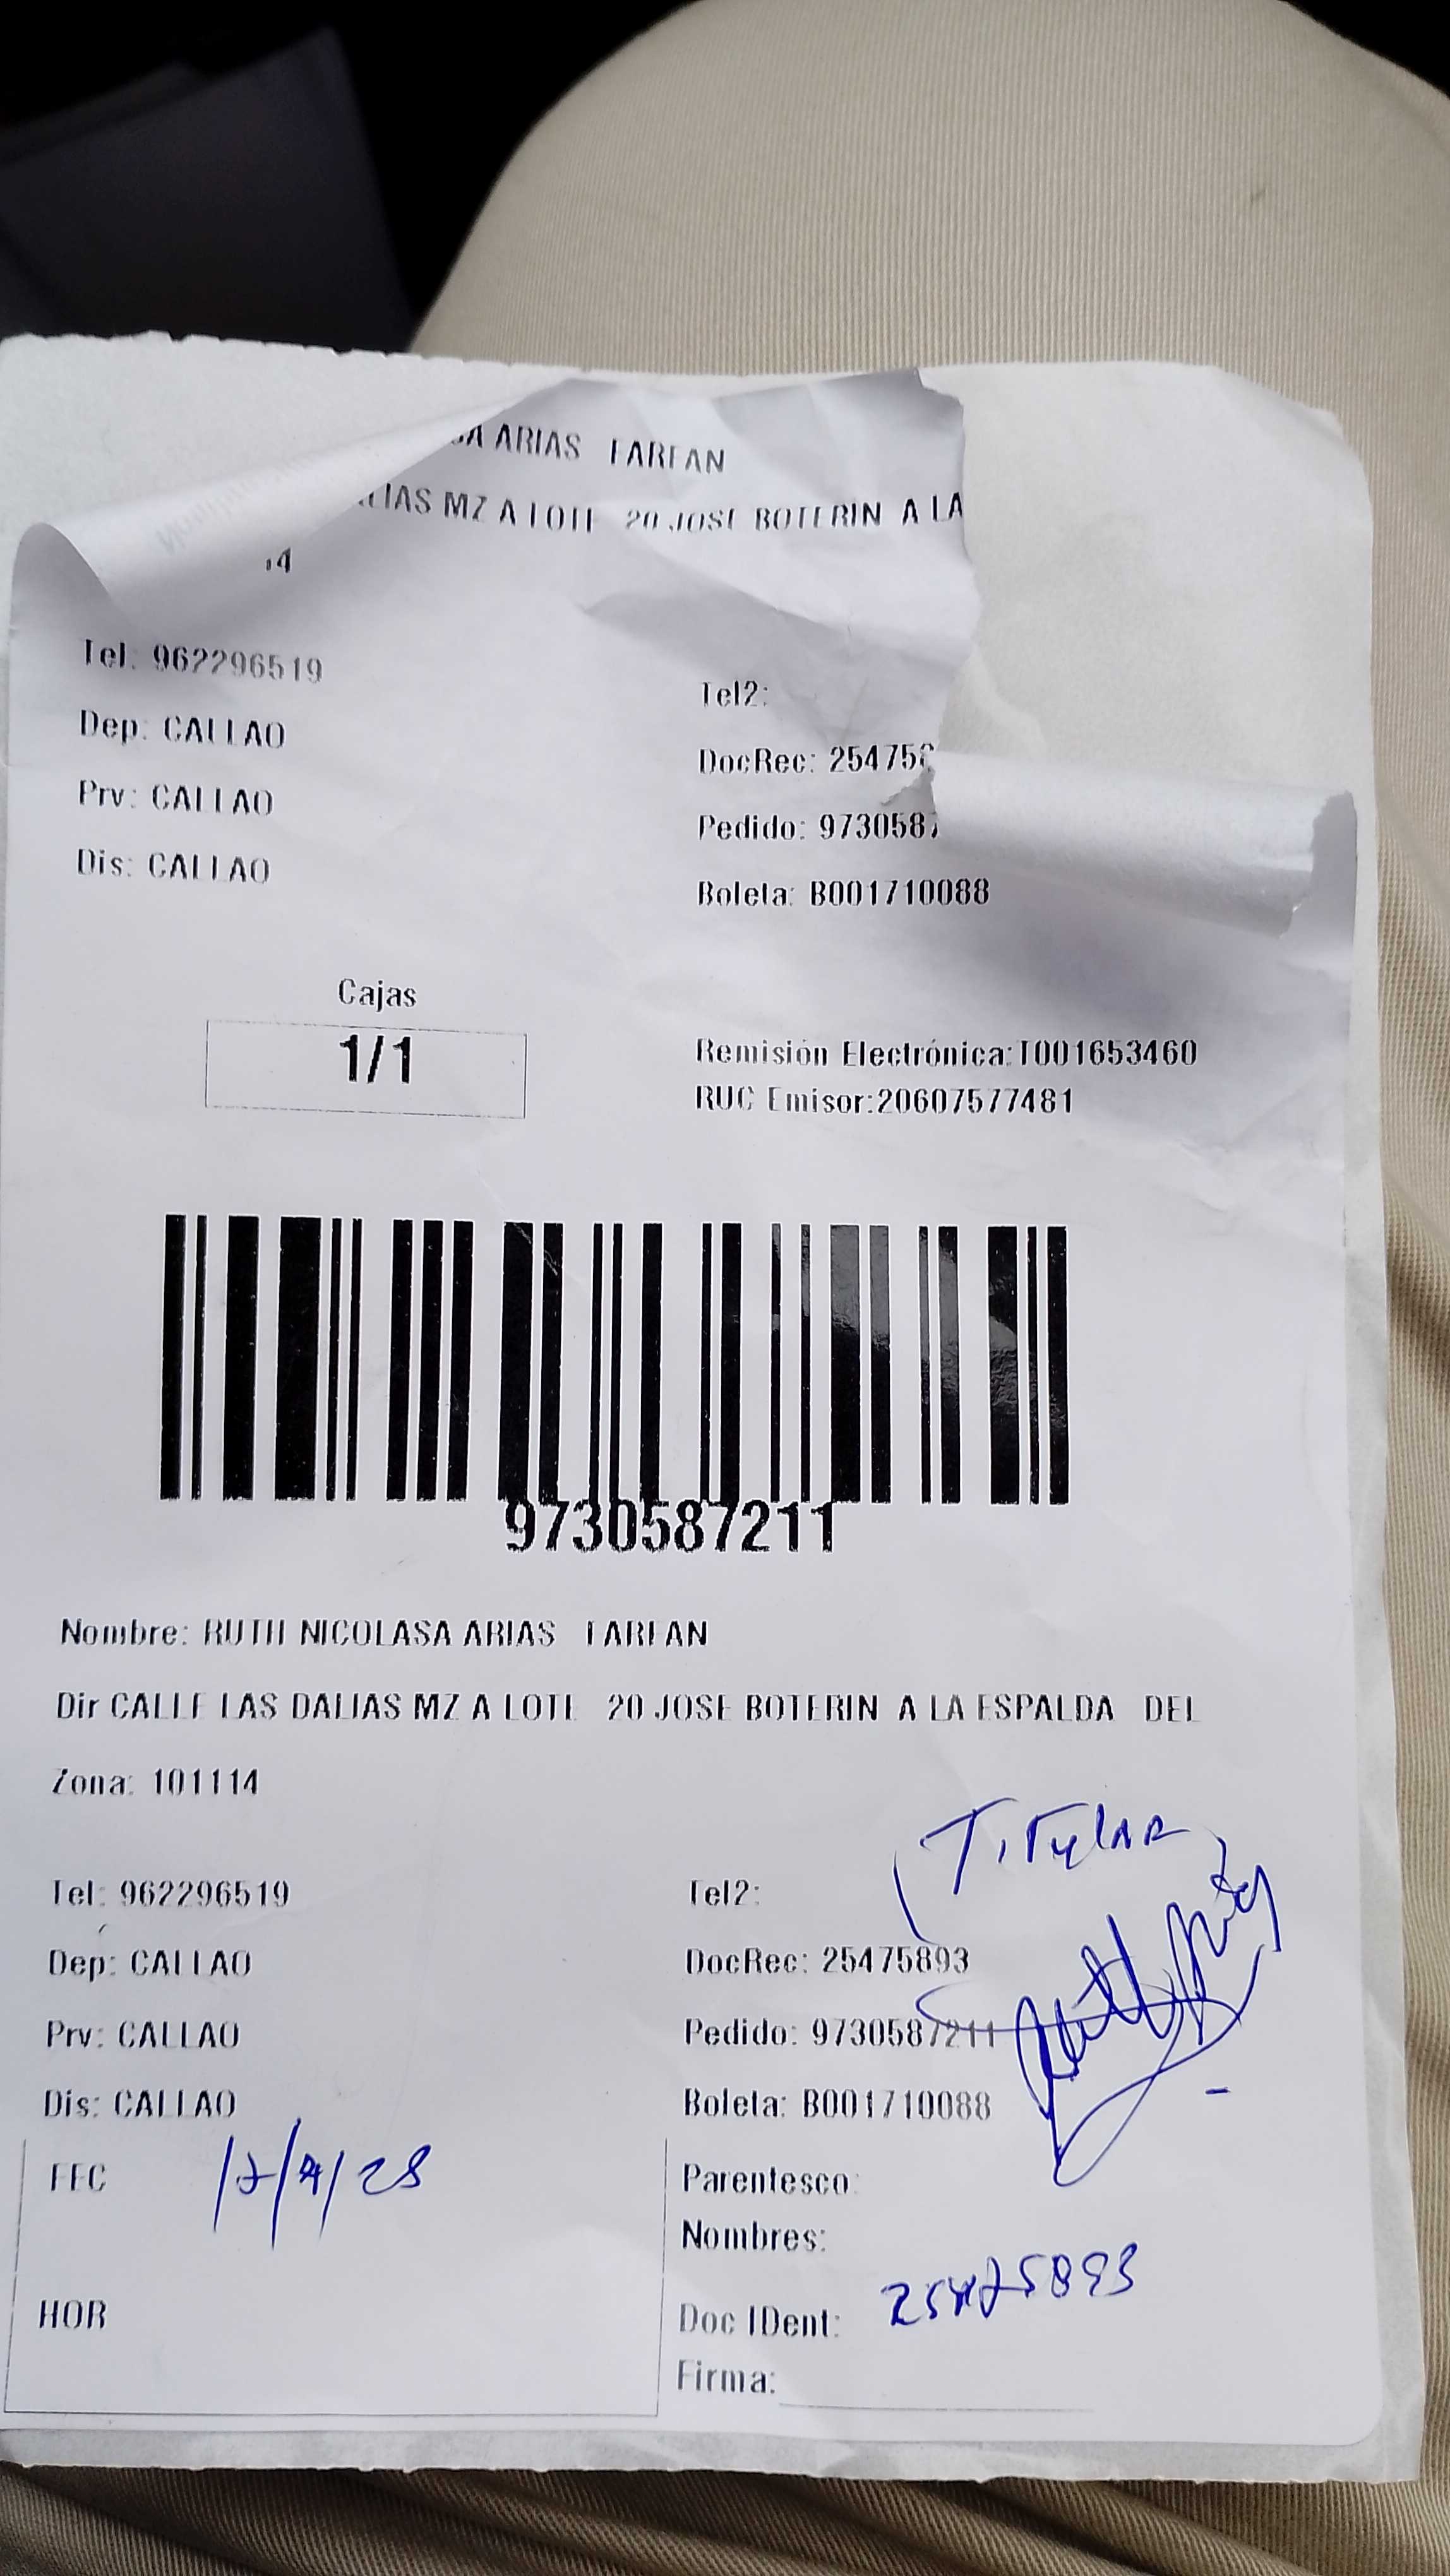 ARIAS FARFAN
MZ A LOTE 20 JOSE BOTERIN A LA
Tel: 962296519
Tel2:
Dep: CALLAO
DocRec: 25475
Prv: CALLAO
Pedido: 973058
Dis: CALLAO
Boleta: B001710088
Cajas
1/1
Remisión Electrónica:T001653460
RUC Emisor:20607577481
9730587211
Nombre: RUTH NICOLASA ARIAS FARFAN
Dir CALLE LAS DALIAS MZ A LOTE 20 JOSE BOTERIN A LA ESPALDA DEL
Zona: 101114
Titular
Tel: 962296519
Tel2:
Dep: CALLAO
DocRec: 25475893
Prv: CALLAO
Pedido: 9730587211
Dis: CALLAO
Boleta: B001710088
FEC
Parentesco:
Nombres:
HOR
Doc IDent: 25475893
Firma: